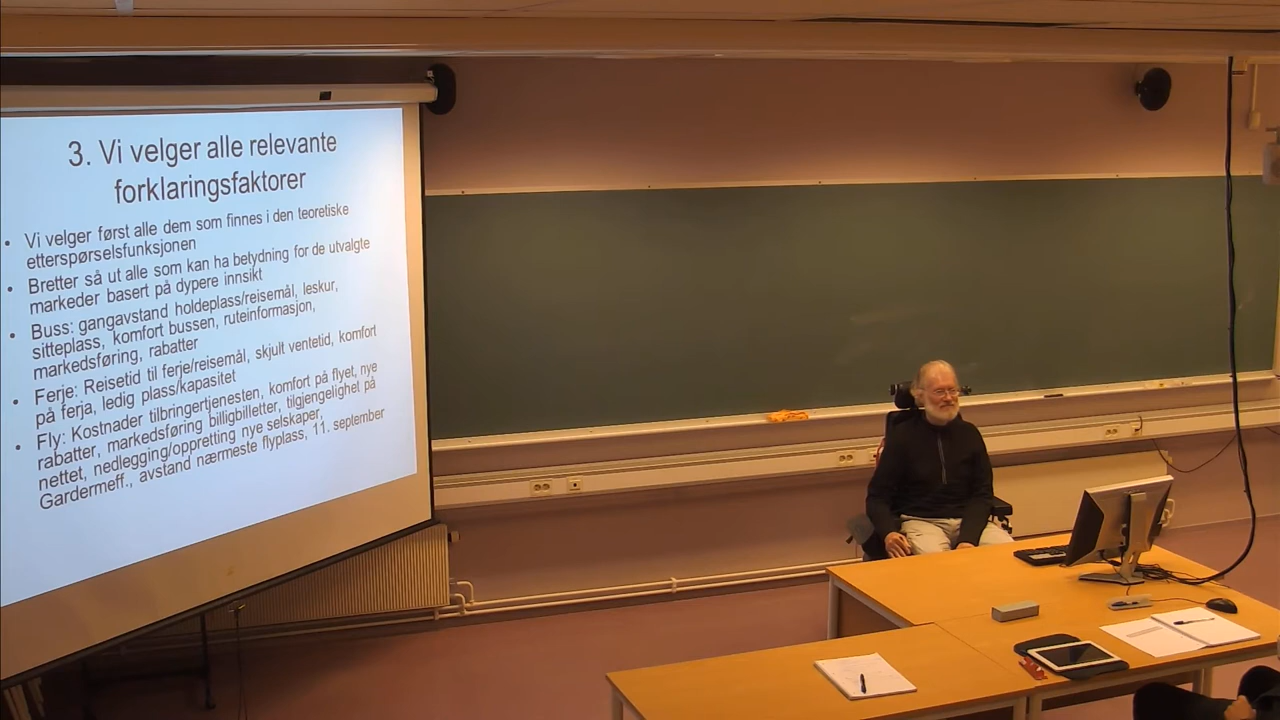 3. Vi velger alle relevante
forklaringsfaktorer
• Vi velger først alle dem som finnes i den teoretiske
etterspørselsfunksjonen
• Bretter så ut alle som kan ha betydning for de utvalgte
markeder basert på dypere innsikt
• Buss: gangavstand holdeplass/reisemål, leskur,
sitteplass, komfort bussen, ruteinformasjon,
markedsføring, rabatter
• Ferje: Reisetid til ferje/reisemål, skjult ventetid, komfort
på ferja, ledig plass/kapasitet
• Fly: Kostnader tilbringertjenesten, komfort på flyet, nye
rabatter, markedsføring billigbilletter, tilgjengelighet på
nettet, nedlegging/oppretting nye selskaper,
Gardermeff., avstand nærmeste flyplass, 11. september